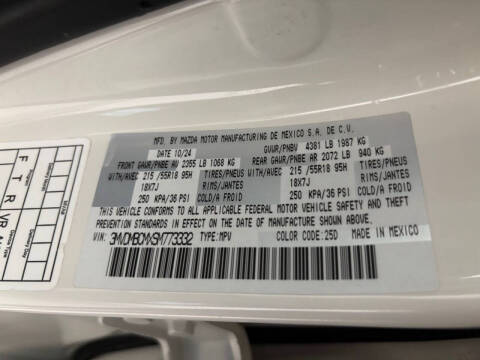 MFD. BY MAZDA MOTOR MANUFACTURING DE MEXICO S.A. DE C.V.
DATE 10/24 GVWR/PNBV 4381 LB 1987 KG
FRONT GAWR/PNBE AV 2355 LB 1068 KG REAR GAWR/PNBE AR 2072 LB 940 KG
WITH/AVEC 215 /55R18 95H TIRES/PNEUS WITH/AVEC 215 /55R18 95H TIRES/PNEUS
18X7J RIMS/JANTES 18X7J RIMS/JANTES
250 KPA/36 PSI COLD/A FROID 250 KPA/36 PSI COLD/A FROID
THIS VEHICLE CONFORMS TO ALL APPLICABLE FEDERAL MOTOR VEHICLE SAFETY AND THEFT
PREVENTION STANDARDS IN EFFECT ON THE DATE OF MANUFACTURE SHOWN ABOVE.
VIN: TYPE: MPV COLOR CODE: 25D MADE IN MEXICO
F T R